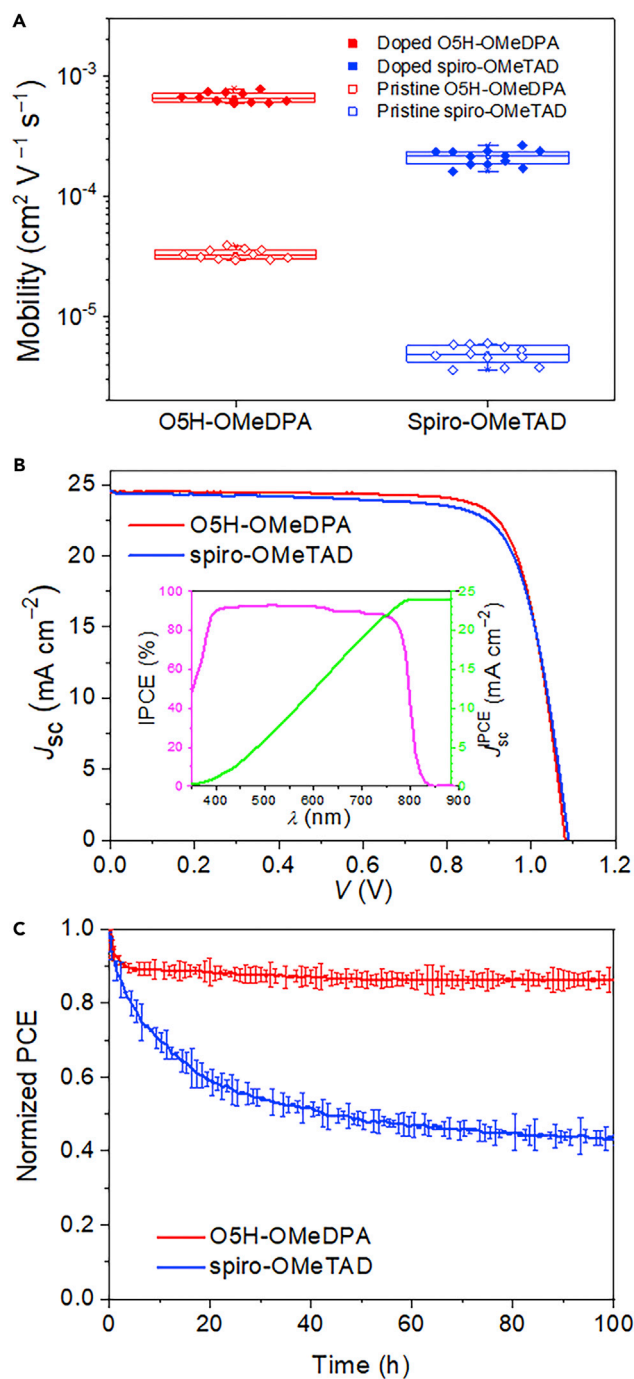 A
Doped O5H-OMeDPA
Doped spiro-OMeTAD
Pristine O5H-OMeDPA
Pristine spiro-OMeTAD
10⁻³
10⁻⁴
10⁻⁵
Mobility (cm² V⁻¹ s⁻¹)
O5H-OMeDPA Spiro-OMeTAD
B
25
20
15
10
5
0
J_sc (mA cm⁻²)
O5H-OMeDPA
spiro-OMeTAD
100
80
60
40
20
0
IPCE (%)
25
20
15
10
5
0
J_sc^IPCE (mA cm⁻²)
400 500 600 700 800 900
λ (nm)
0.0 0.2 0.4 0.6 0.8 1.0 1.2
V (V)
C
1.0
0.8
0.6
0.4
0.2
0.0
Normized PCE
O5H-OMeDPA
spiro-OMeTAD
0 20 40 60 80 100
Time (h)